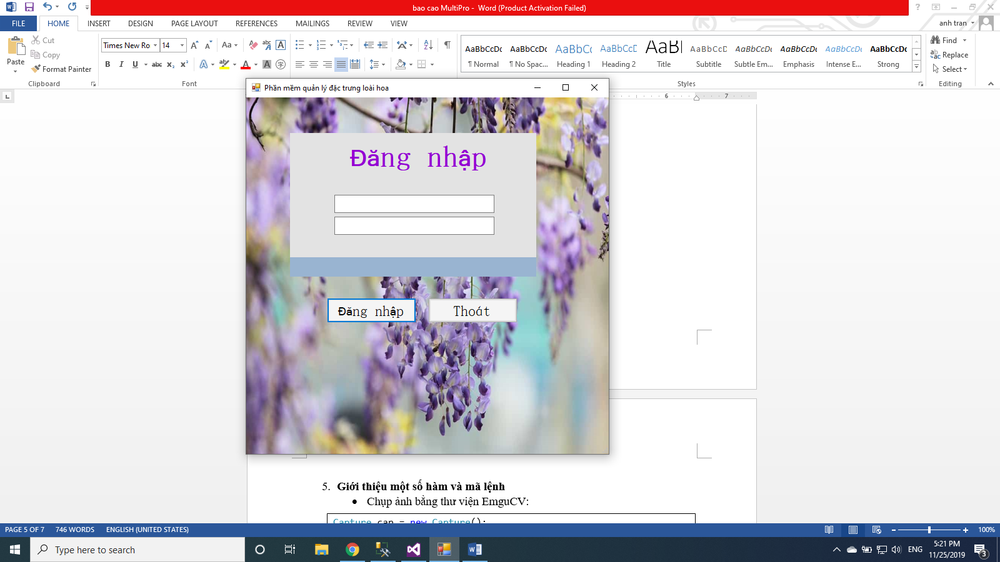 bao cao MultiPro - Word (Product Activation Failed)
FILE HOME INSERT DESIGN PAGE LAYOUT REFERENCES MAILINGS REVIEW VIEW
anh tran
Paste
Cut
Copy
Format Painter
Clipboard
Times New Ro 14
Font
AaBbCcDc AaBbCcDc AaBbCc AaBbCcD AaBl AaBbCcD AaBbCcDc AaBbCcDc AaBbCcDc AaBbCcDc
¶ Normal ¶ No Spac... Heading 1 Heading 2 Title Subtitle Subtle Em... Emphasis Intense E... Strong
Styles
Find
Replace
Select
Editing
6 7
Phần mềm quản lý đặc trưng loài hoa
Đăng nhập
Đăng nhập Thoát
5. Giới thiệu một số hàm và mã lệnh
• Chụp ảnh bằng thư viện EmguCV:
Capture cap = new Capture();
PAGE 5 OF 7 746 WORDS ENGLISH (UNITED STATES) 100%
Type here to search
ENG
5:21 PM
11/25/2019
3